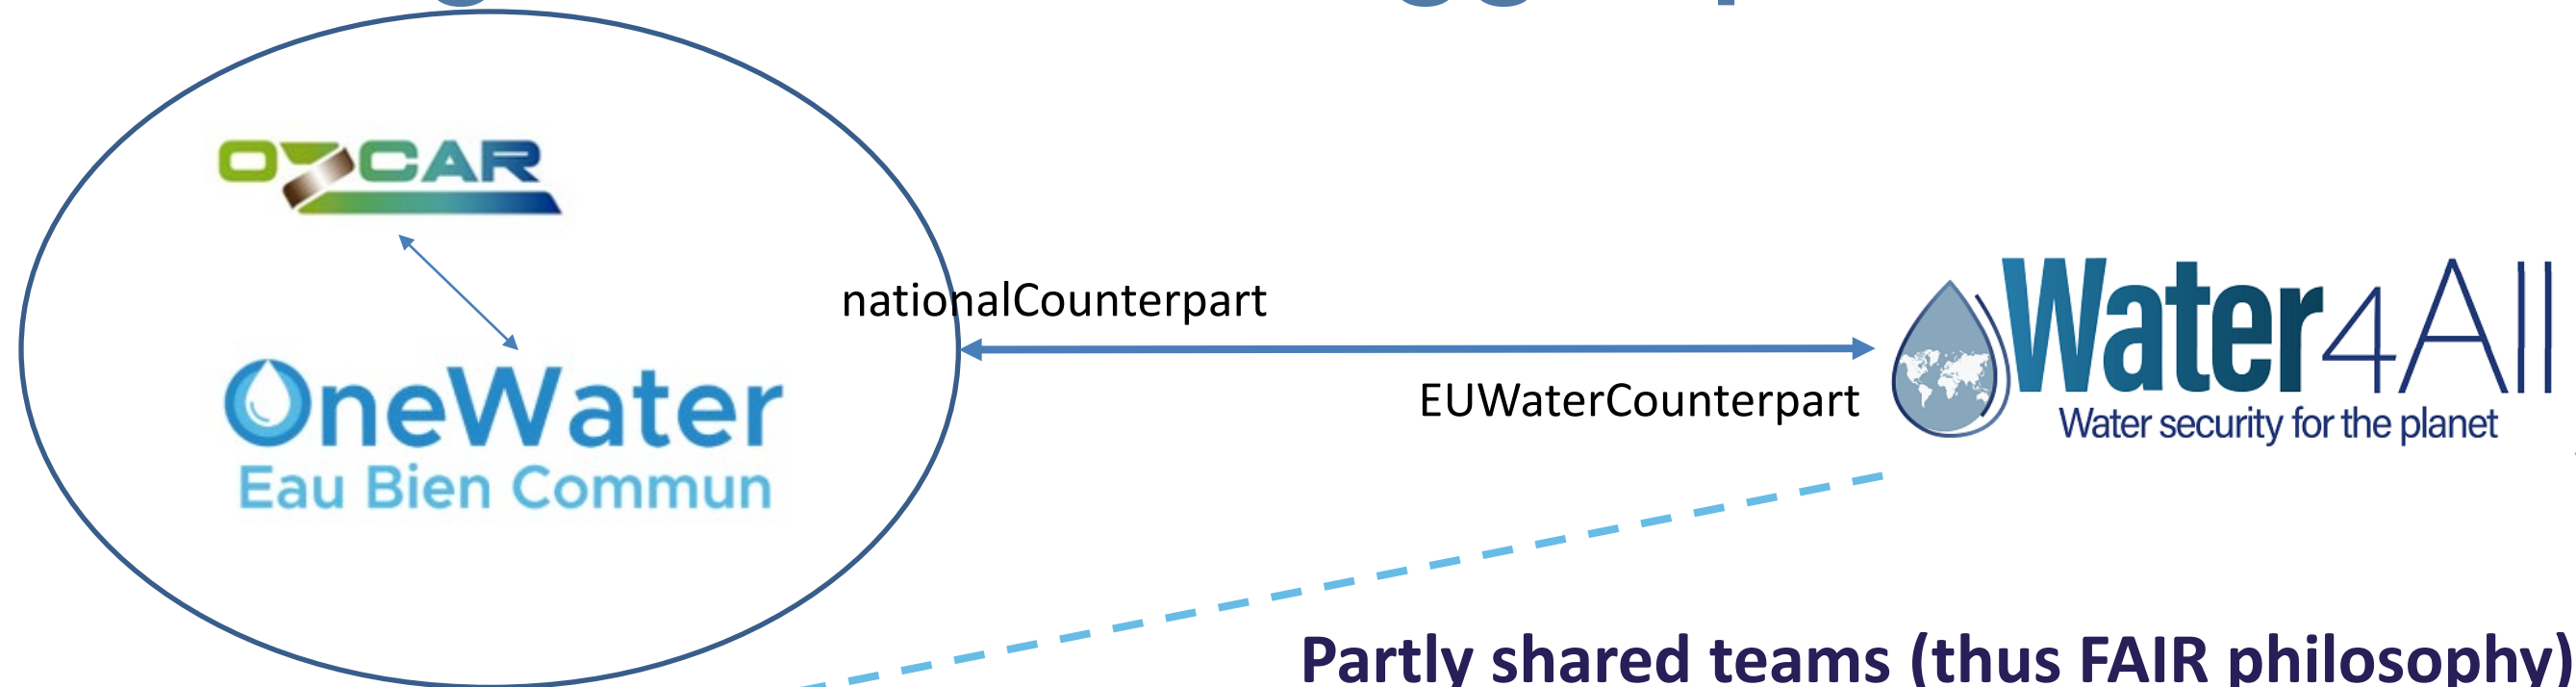 OZCAR
nationalCounterpart
Water4All
OneWater
EUWaterCounterpart
Water security for the planet
Eau Bien Commun
Partly shared teams (thus FAIR philosophy)